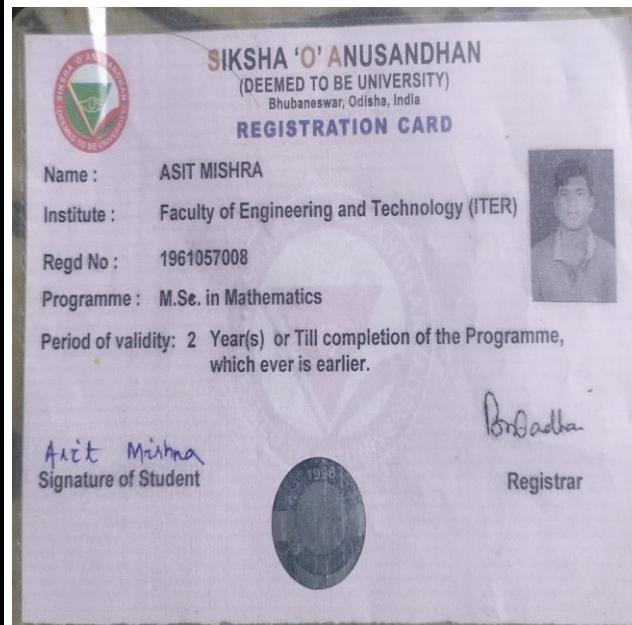 SIKSHA 'O' ANUSANDHAN
(DEEMED TO BE UNIVERSITY)
Bhubaneswar, Odisha, India
REGISTRATION CARD
Name : ASIT MISHRA
Institute : Faculty of Engineering and Technology (ITER)
Regd No : 1961057008
Programme : M.Sc. in Mathematics
Period of validity: 2 Year(s) or Till completion of the Programme,
which ever is earlier.
Asit Mishra
Signature of Student
Registrar
1996